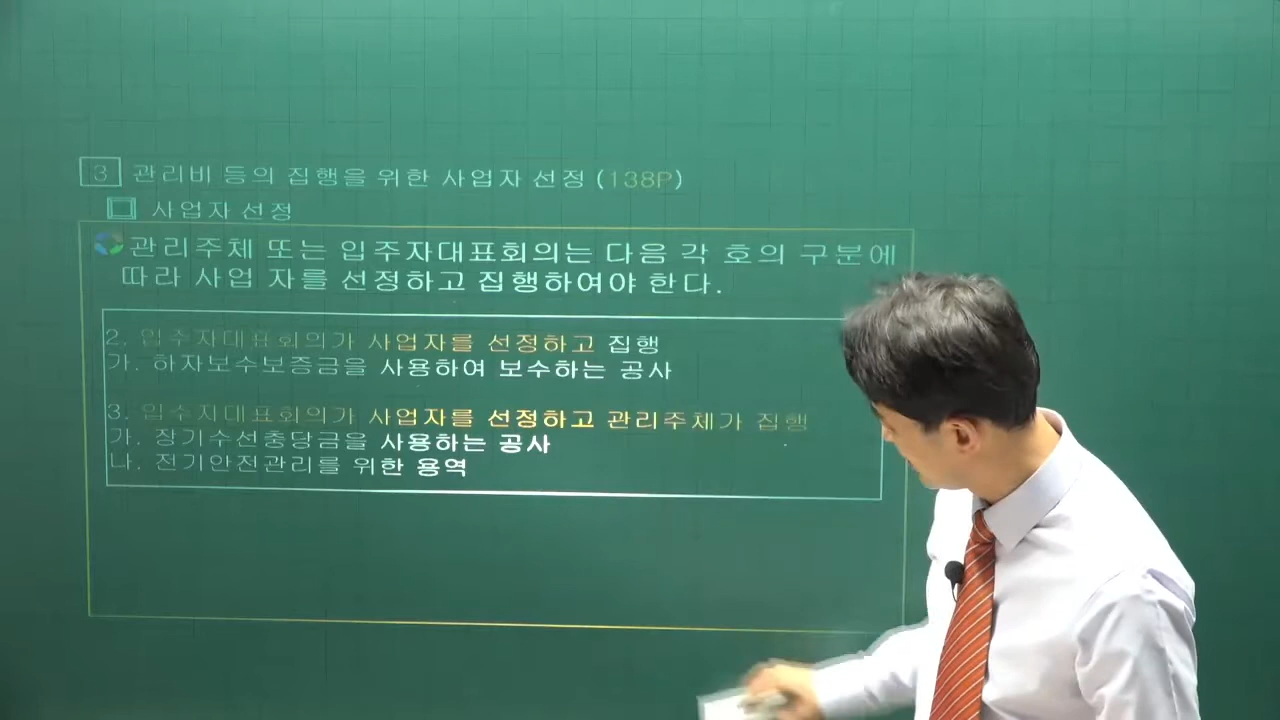 3 관리비 등의 집행을 위한 사업자 선정 (138P)
사업자 선정
관리주체 또는 입주자대표회의는 다음 각 호의 구분에
따라 사업 자를 선정하고 집행하여야 한다.
2. 입주자대표회의가 사업자를 선정하고 집행
가. 하자보수보증금을 사용하여 보수하는 공사
3. 입주자대표회의가 사업자를 선정하고 관리주체가 집행
가. 장기수선충당금을 사용하는 공사
나. 전기안전관리를 위한 용역